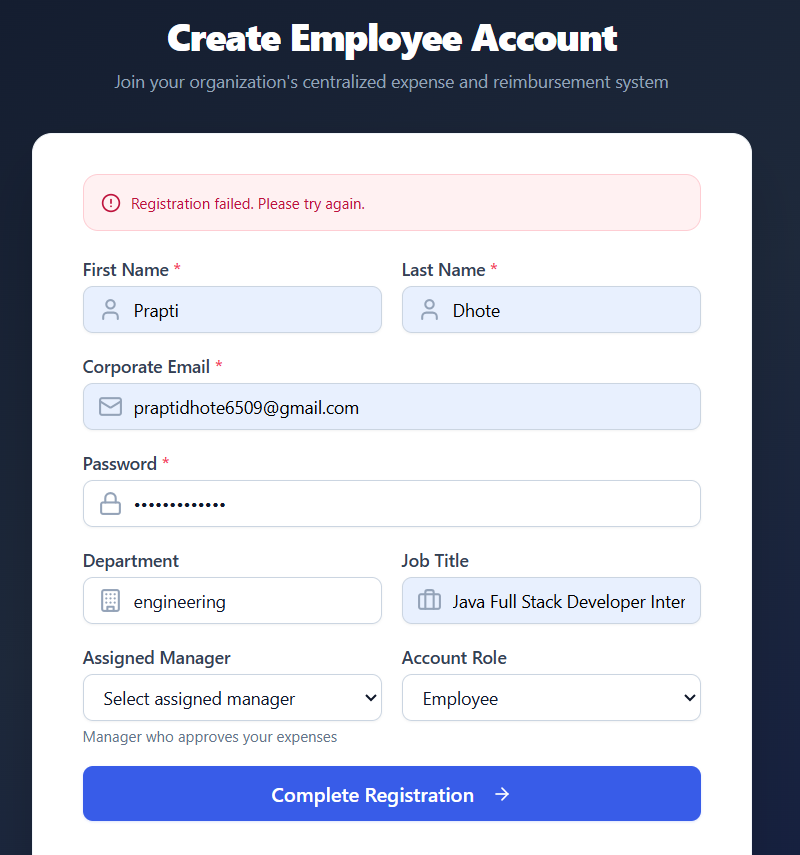 Create Employee Account
Join your organization's centralized expense and reimbursement system
Registration failed. Please try again.
First Name * Last Name *
Prapti Dhote
Corporate Email *
praptidhote6509@gmail.com
Password *
•••••••••••••
Department Job Title
engineering Java Full Stack Developer Inter
Assigned Manager Account Role
Select assigned manager Employee
Manager who approves your expenses
Complete Registration →